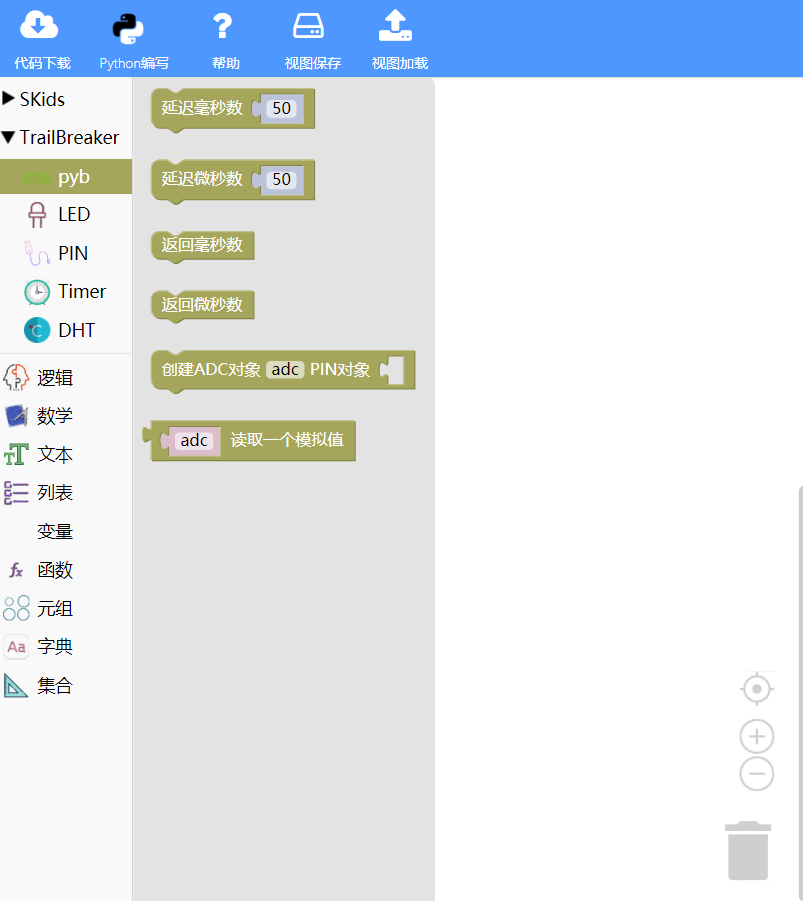 代码下载 Python编写 帮助 视图保存 视图加载
SKids
TrailBreaker
pyb
LED
PIN
Timer
DHT
逻辑
数学
文本
列表
变量
函数
元组
Aa 字典
集合
延迟毫秒数 50
延迟微秒数 50
返回毫秒数
返回微秒数
创建ADC对象 adc PIN对象
adc 读取一个模拟值